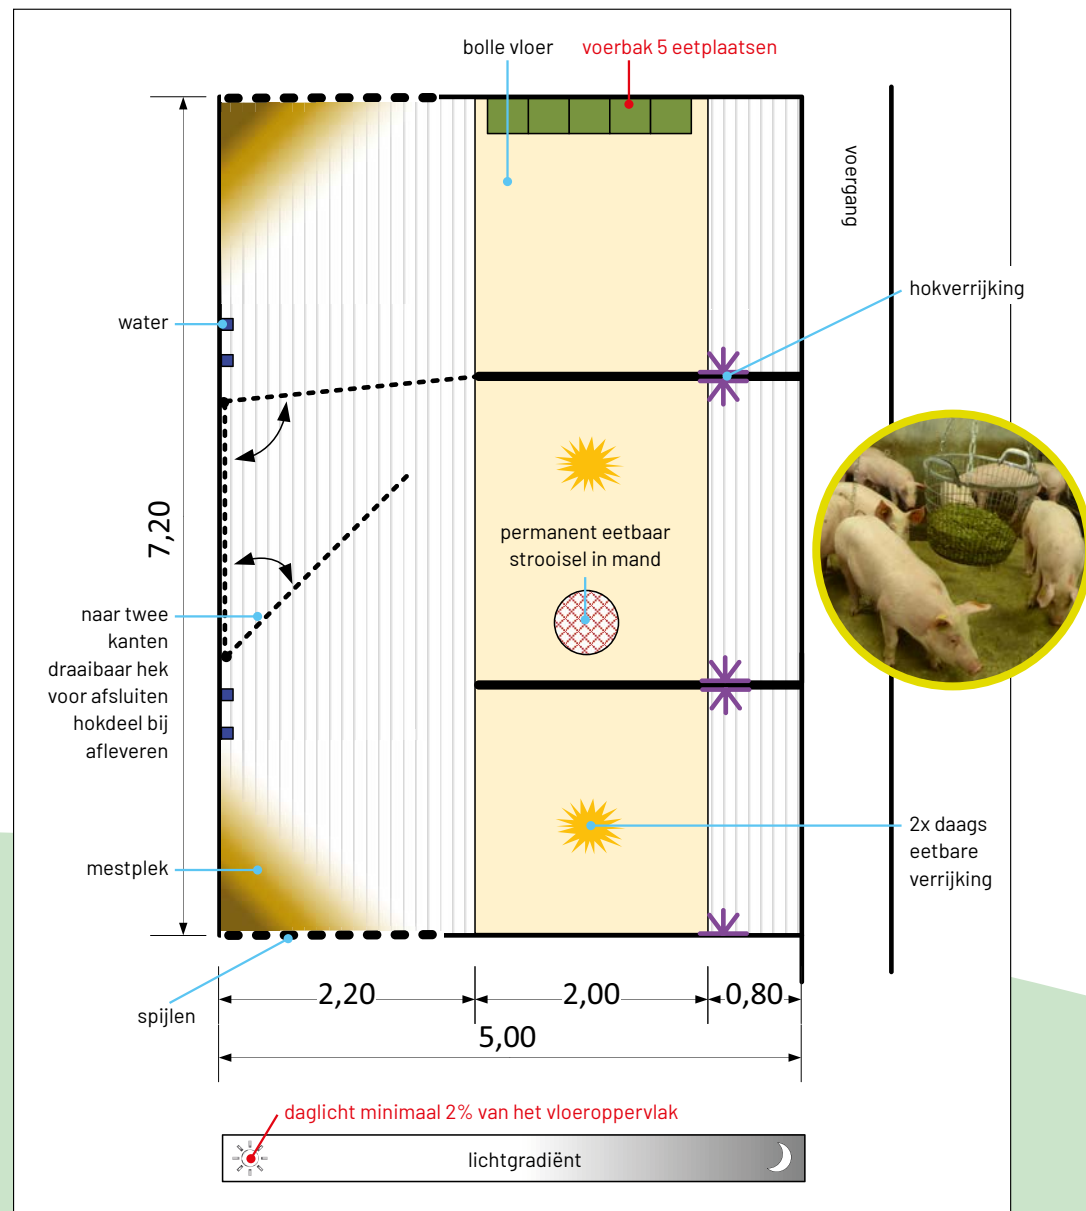 bolle vloer
voerbak 5 eetplaatsen
voergang
hokverrijking
water
7,20
permanent eetbaar
strooisel in mand
naar twee
kanten
draaibaar hek
voor afsluiten
hokdeel bij
afleveren
2x daags
eetbare
verrijking
mestplek
spijlen
2,20
2,00
0,80
5,00
daglicht minimaal 2% van het vloeroppervlak
lichtgradiënt